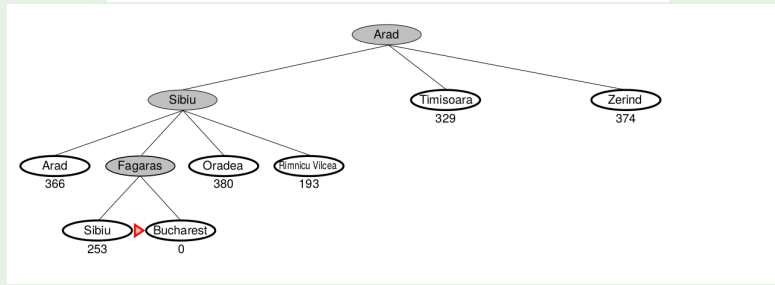 Arad
Sibiu
Timisoara
Zerind
329
374
Arad
Fagaras
Oradea
Rimnicu Vilcea
366
380
193
Sibiu
Bucharest
253
0